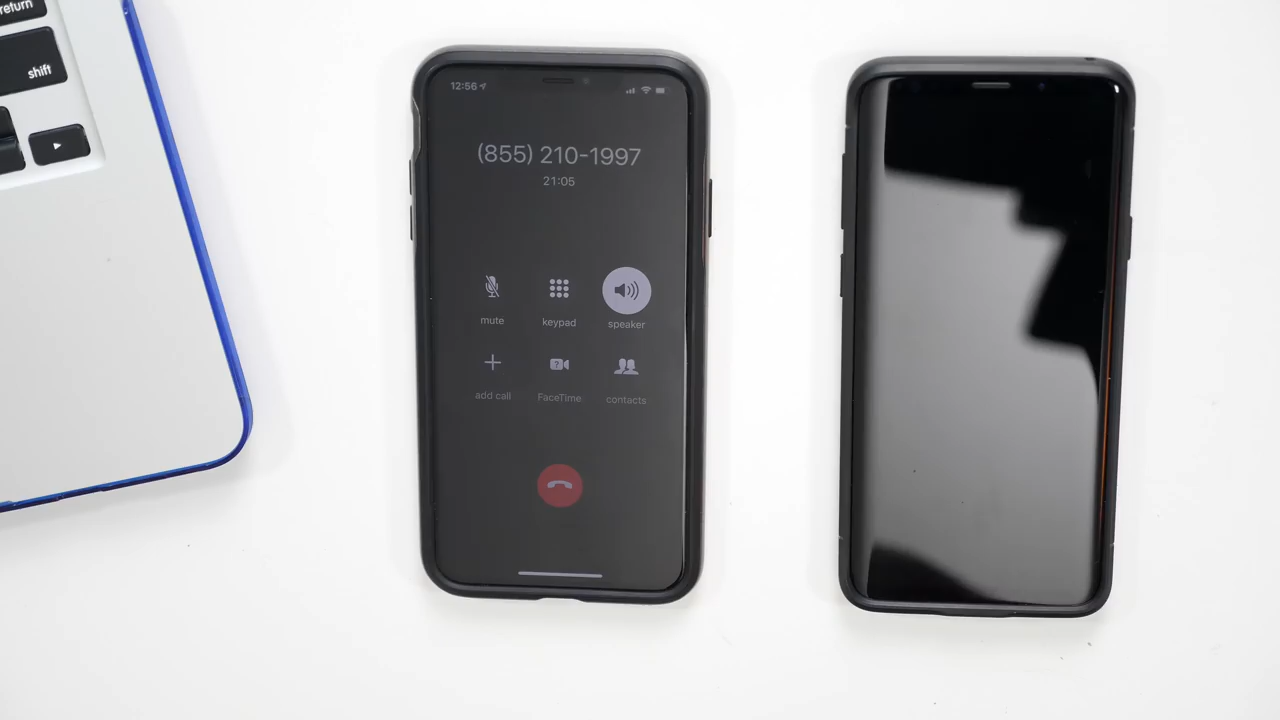 return
shift
12:56
(855) 210-1997
21:05
mute
keypad
speaker
add call
FaceTime
contacts